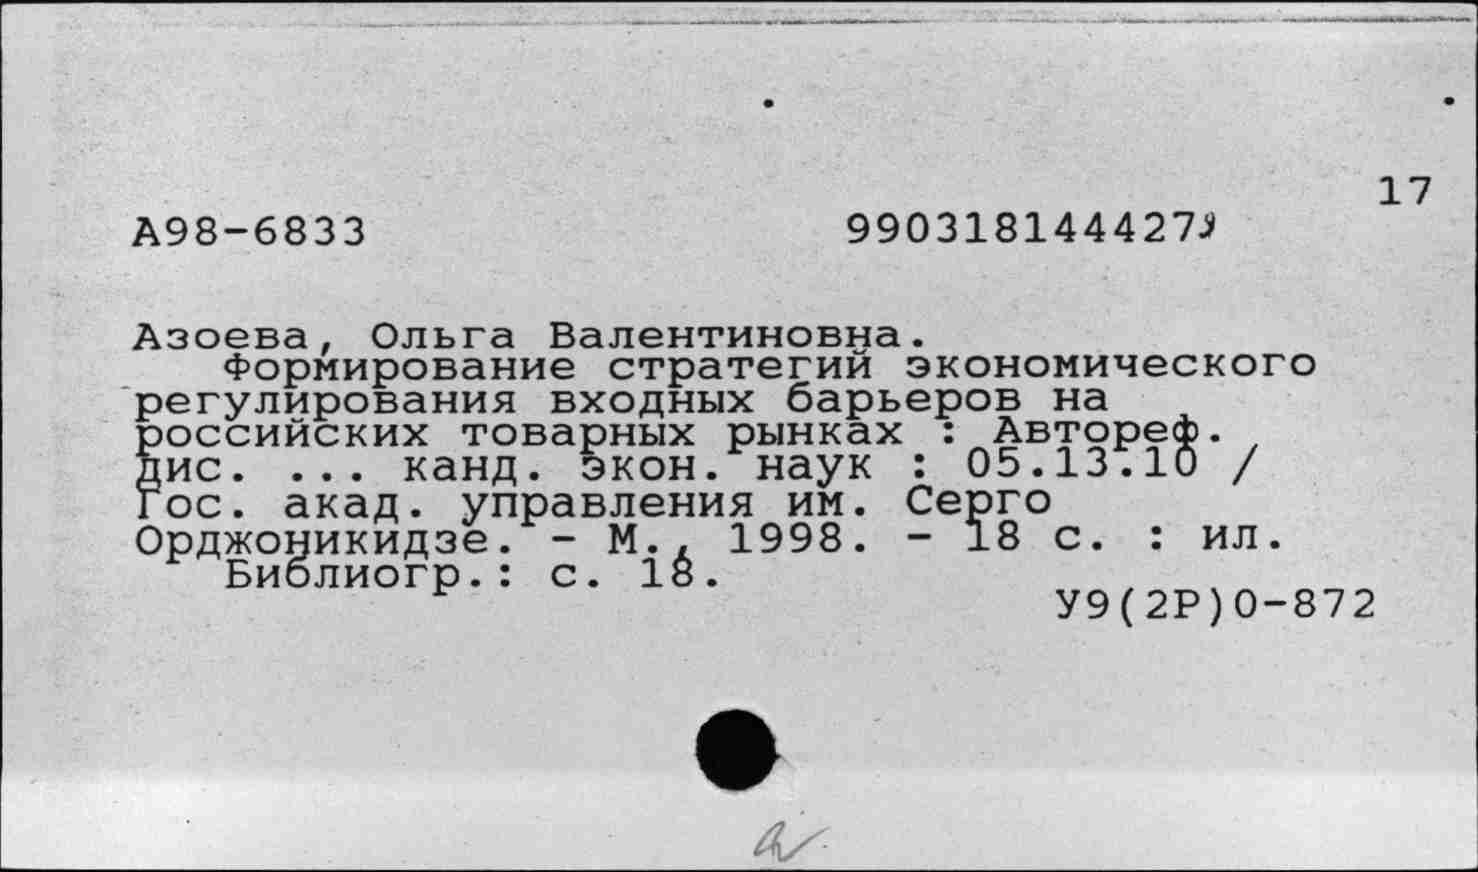 17
А98-6833 990318144427
Азоева, Ольга Валентиновна.
Формирование стратегий экономического
регулирования входных барьеров на
российских товарных рынках : Автореф.
дис. ... канд. экон. наук : 05.13.10 /
Гос. акад. управления им. Серго
Орджоникидзе. - М., 1998. - 18 с. : ил.
Библиогр.: с. 18.
У9(2Р)0-872